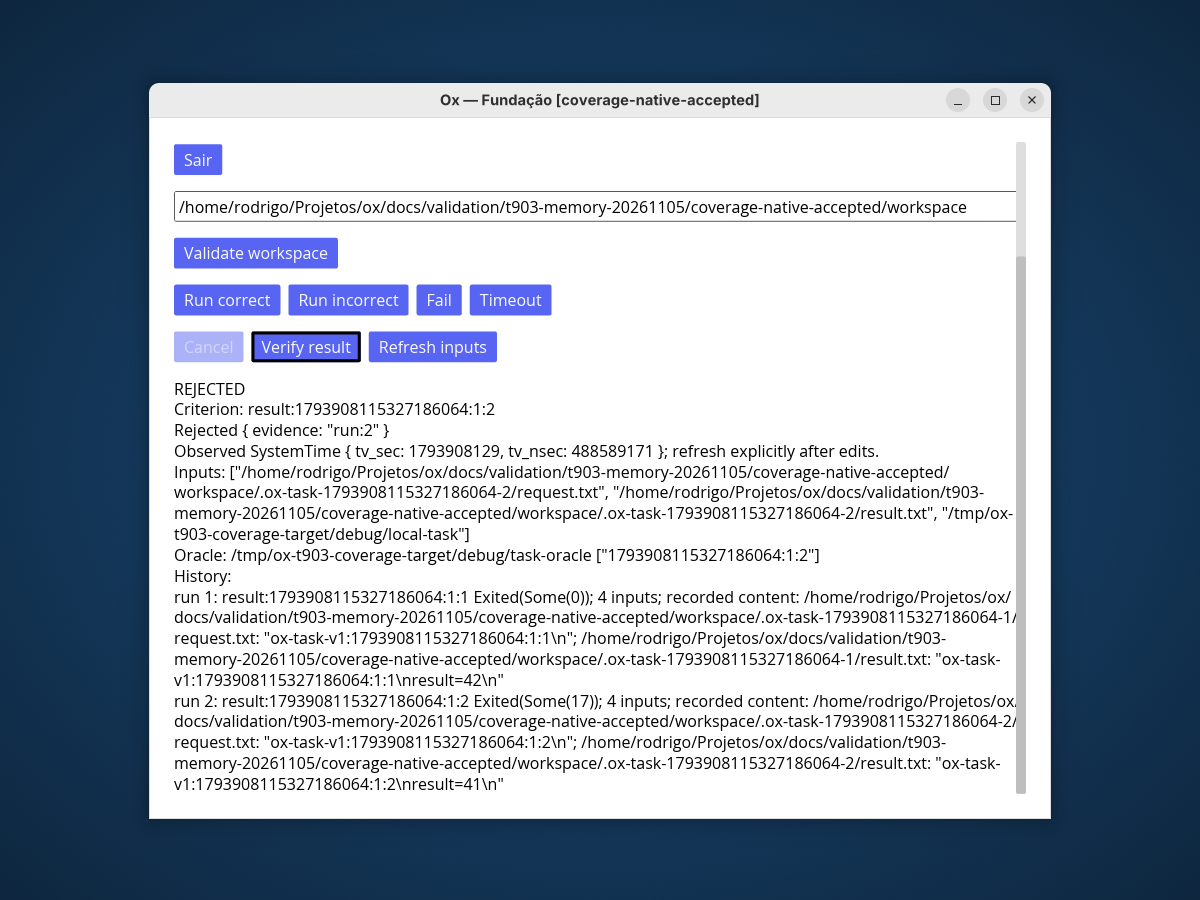 Ox — Fundação [coverage-native-accepted]
Sair
/home/rodrigo/Projetos/ox/docs/validation/t903-memory-20261105/coverage-native-accepted/workspace
Validate workspace
Run correct Run incorrect Fail Timeout
Cancel Verify result Refresh inputs
REJECTED
Criterion: result:1793908115327186064:1:2
Rejected { evidence: "run:2" }
Observed SystemTime { tv_sec: 1793908129, tv_nsec: 488589171 }; refresh explicitly after edits.
Inputs: ["/home/rodrigo/Projetos/ox/docs/validation/t903-memory-20261105/coverage-native-accepted/
workspace/.ox-task-1793908115327186064-2/request.txt", "/home/rodrigo/Projetos/ox/docs/validation/t903-
memory-20261105/coverage-native-accepted/workspace/.ox-task-1793908115327186064-2/result.txt", "/tmp/ox-
t903-coverage-target/debug/local-task"]
Oracle: /tmp/ox-t903-coverage-target/debug/task-oracle ["1793908115327186064:1:2"]
History:
run 1: result:1793908115327186064:1:1 Exited(Some(0)); 4 inputs; recorded content: /home/rodrigo/Projetos/ox/
docs/validation/t903-memory-20261105/coverage-native-accepted/workspace/.ox-task-1793908115327186064-1/
request.txt: "ox-task-v1:1793908115327186064:1:1\n"; /home/rodrigo/Projetos/ox/docs/validation/t903-
memory-20261105/coverage-native-accepted/workspace/.ox-task-1793908115327186064-1/result.txt: "ox-task-
v1:1793908115327186064:1:1\nresult=42\n"
run 2: result:1793908115327186064:1:2 Exited(Some(17)); 4 inputs; recorded content: /home/rodrigo/Projetos/ox/
docs/validation/t903-memory-20261105/coverage-native-accepted/workspace/.ox-task-1793908115327186064-2/
request.txt: "ox-task-v1:1793908115327186064:1:2\n"; /home/rodrigo/Projetos/ox/docs/validation/t903-
memory-20261105/coverage-native-accepted/workspace/.ox-task-1793908115327186064-2/result.txt: "ox-task-
v1:1793908115327186064:1:2\nresult=41\n"